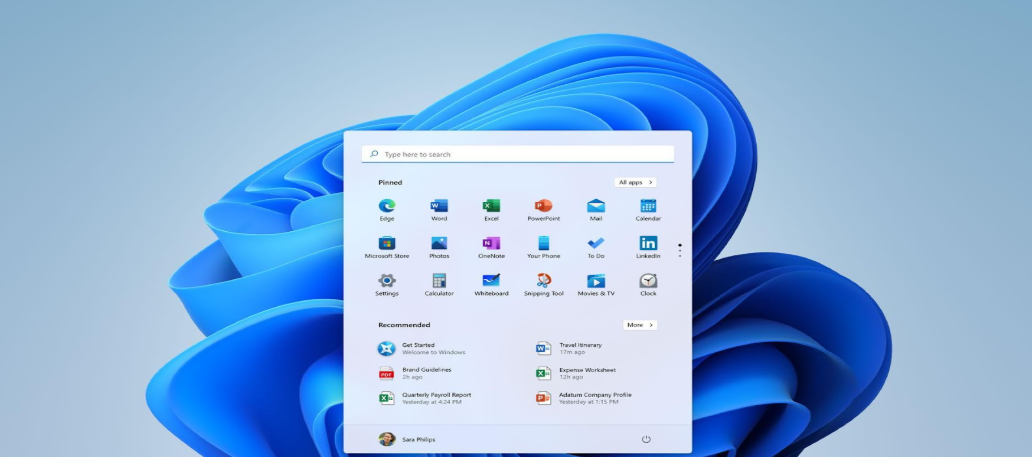 Type here to search
Pinned All apps >
Edge Word Excel PowerPoint Mail Calendar
Microsoft Store Photos OneNote Your Phone To Do LinkedIn
Settings Calculator Whiteboard Snipping Tool Movies & TV Clock
Recommended More >
Get Started Travel Itinerary
Welcome to Windows 17m ago
Brand Guidelines Expense Worksheet
2h ago 12h ago
Quarterly Payroll Report Adatum Company Profile
Yesterday at 4:24 PM Yesterday at 1:15 PM
Sara Philips